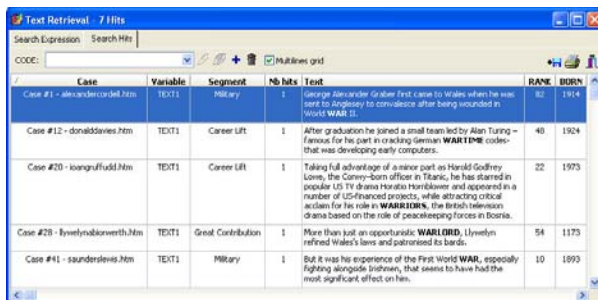 Text Retrieval - 7 Hits
Search Expression Search Hits
CODE: Multilines grid
/ Case Variable Segment Nb hits Text RANK BORN
Case #1 - alexandercordell.htm TEXT1 Military 1 George Alexander Graber first came to Wales when he was 82 1914
sent to Anglesey to convalesce after being wounded in
World WAR II.
Case #12 - donalddavies.htm TEXT1 Career Lift 1 After graduation he joined a small team led by Alan Turing – 48 1924
famous for his part in cracking German WARTIME codes-
that was developing early computers.
Case #20 - ioangruffudd.htm TEXT1 Career Lift 1 Taking full advantage of a minor part as Harold Godfrey 22 1973
Lowe, the Conwy-born officer in Titanic, he has starred in
popular US TV drama Horatio Hornblower and appeared in a
number of US-financed projects, while attracting critical
acclaim for his role in WARRIORS, the British television
drama based on the role of peacekeeping forces in Bosnia.
Case #28 - llywelynabiorwerth.htm TEXT1 Great Contribution 1 More than just an opportunistic WARLORD, Llywelyn 54 1173
refined Wales's laws and patronised its bards.
Case #41 - saunderslewis.htm TEXT1 Military 1 But it was his experience of the First World WAR, especially 10 1893
fighting alongside Irishmen, that seems to have had the
most significant effect on him.